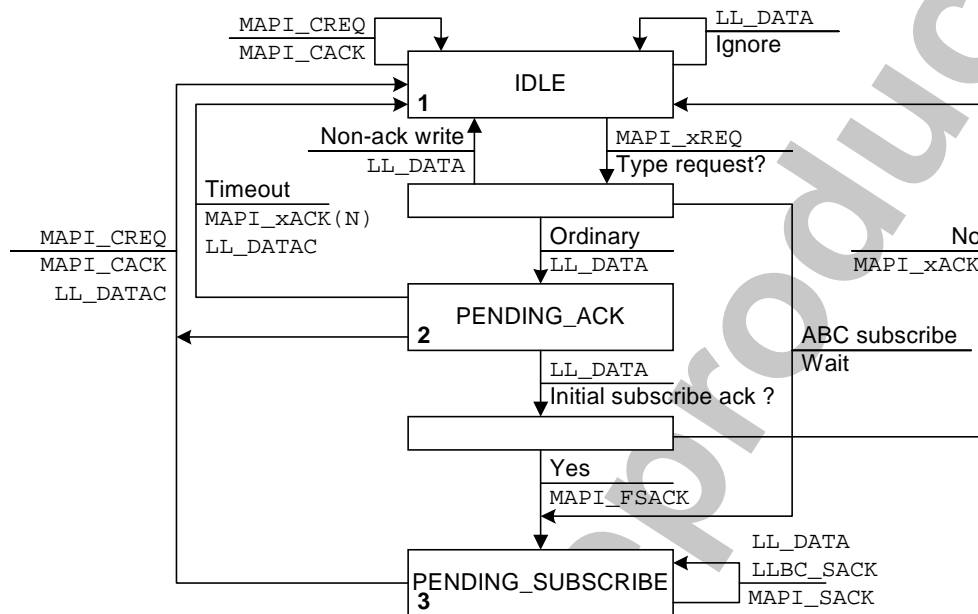 MAPI_CREQ
MAPI_CACK
LL_DATA
Ignore
IDLE
1
Non-ack write
LL_DATA
MAPI_xREQ
Type request?
Timeout
MAPI_xACK(N)
LL_DATAC
MAPI_CREQ
MAPI_CACK
LL_DATAC
Ordinary
LL_DATA
No
MAPI_xACK
PENDING_ACK
2
ABC subscribe
Wait
LL_DATA
Initial subscribe ack ?
Yes
MAPI_FSACK
PENDING_SUBSCRIBE
3
LL_DATA
LLBC_SACK
MAPI_SACK